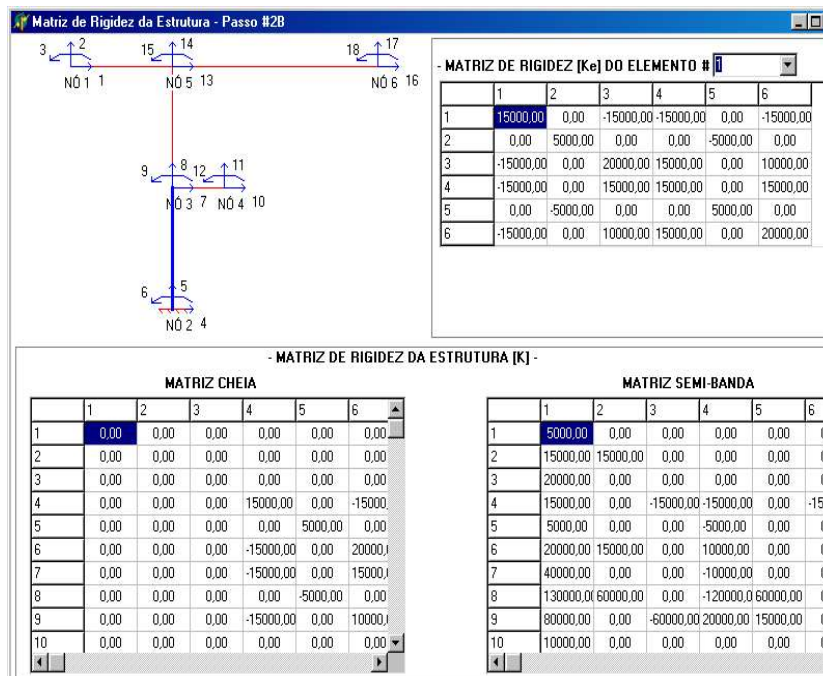 Matriz de Rigidez da Estrutura - Passo #2B
3 2 15 14 18 17
NÓ 1 1 NÓ 5 13 NÓ 6 16
9 8 12 11
NÓ 3 7 NÓ 4 10
6 5
NÓ 2 4
- MATRIZ DE RIGIDEZ [Ke] DO ELEMENTO # 1
1 2 3 4 5 6
1 15000,00 0,00 -15000,00 -15000,00 0,00 -15000,00
2 0,00 5000,00 0,00 0,00 -5000,00 0,00
3 -15000,00 0,00 20000,00 15000,00 0,00 10000,00
4 -15000,00 0,00 15000,00 15000,00 0,00 15000,00
5 0,00 -5000,00 0,00 0,00 5000,00 0,00
6 -15000,00 0,00 10000,00 15000,00 0,00 20000,00
- MATRIZ DE RIGIDEZ DA ESTRUTURA [K] -
MATRIZ CHEIA
1 2 3 4 5 6
1 0,00 0,00 0,00 0,00 0,00 0,00
2 0,00 0,00 0,00 0,00 0,00 0,00
3 0,00 0,00 0,00 0,00 0,00 0,00
4 0,00 0,00 0,00 15000,00 0,00 -15000,
5 0,00 0,00 0,00 0,00 5000,00 0,00
6 0,00 0,00 0,00 -15000,00 0,00 20000,
7 0,00 0,00 0,00 -15000,00 0,00 15000,
8 0,00 0,00 0,00 0,00 -5000,00 0,00
9 0,00 0,00 0,00 -15000,00 0,00 10000,
10 0,00 0,00 0,00 0,00 0,00 0,00
MATRIZ SEMI-BANDA
1 2 3 4 5 6
1 5000,00 0,00 0,00 0,00 0,00
2 15000,00 15000,00 0,00 0,00 0,00
3 20000,00 0,00 0,00 0,00 0,00
4 15000,00 0,00 -15000,00 -15000,00 0,00 -15
5 5000,00 0,00 0,00 -5000,00 0,00
6 20000,00 15000,00 0,00 10000,00 0,00
7 40000,00 0,00 0,00 -10000,00 0,00
8 130000,0 60000,00 0,00 -120000,0 60000,00
9 80000,00 0,00 -60000,00 20000,00 15000,00
10 10000,00 0,00 0,00 0,00 0,00